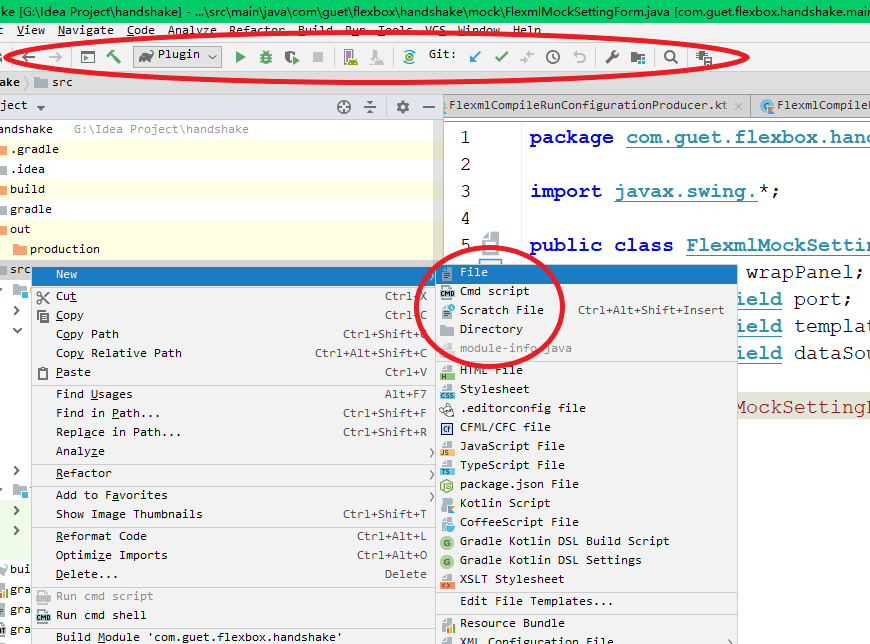 ke [G:\Idea Project\handshake] - ...\src\main\java\com\guet\flexbox\handshake\mock\FlexmlMockSettingForm.java [com.guet.flexbox.handshake.main
t View Navigate Code Analyze Refactor Build Run Tools VCS Window Help
Plugin Git:
ake src
ject
FlexmlCompileRunConfigurationProducer.kt FlexmlCompile
andshake G:\Idea Project\handshake
.gradle
.idea
build
gradle
out
production
src
1 package com.guet.flexbox.hand
2
3 import javax.swing.*;
4
5 public class FlexmlMockSettin
wrapPanel;
ield port;
ield templat
ield dataSou
MockSetting
New
Cut Ctrl+X
Copy Ctrl+C
Copy Path Ctrl+Shift+C
Copy Relative Path Ctrl+Alt+Shift+C
Paste Ctrl+V
Find Usages Alt+F7
Find in Path... Ctrl+Shift+F
Replace in Path... Ctrl+Shift+R
Analyze
Refactor
Add to Favorites
Show Image Thumbnails Ctrl+Shift+T
Reformat Code Ctrl+Alt+L
Optimize Imports Ctrl+Alt+O
Delete... Delete
Run cmd script
Run cmd shell
Build Module 'com.guet.flexbox.handshake'
bui
gra
gra
gra
File
Cmd script
Scratch File Ctrl+Alt+Shift+Insert
Directory
module-info.java
HTML File
Stylesheet
.editorconfig file
CFML/CFC file
JavaScript File
TypeScript File
package.json File
Kotlin Script
CoffeeScript File
Gradle Kotlin DSL Build Script
Gradle Kotlin DSL Settings
XSLT Stylesheet
Edit File Templates...
Resource Bundle
XML Configuration File